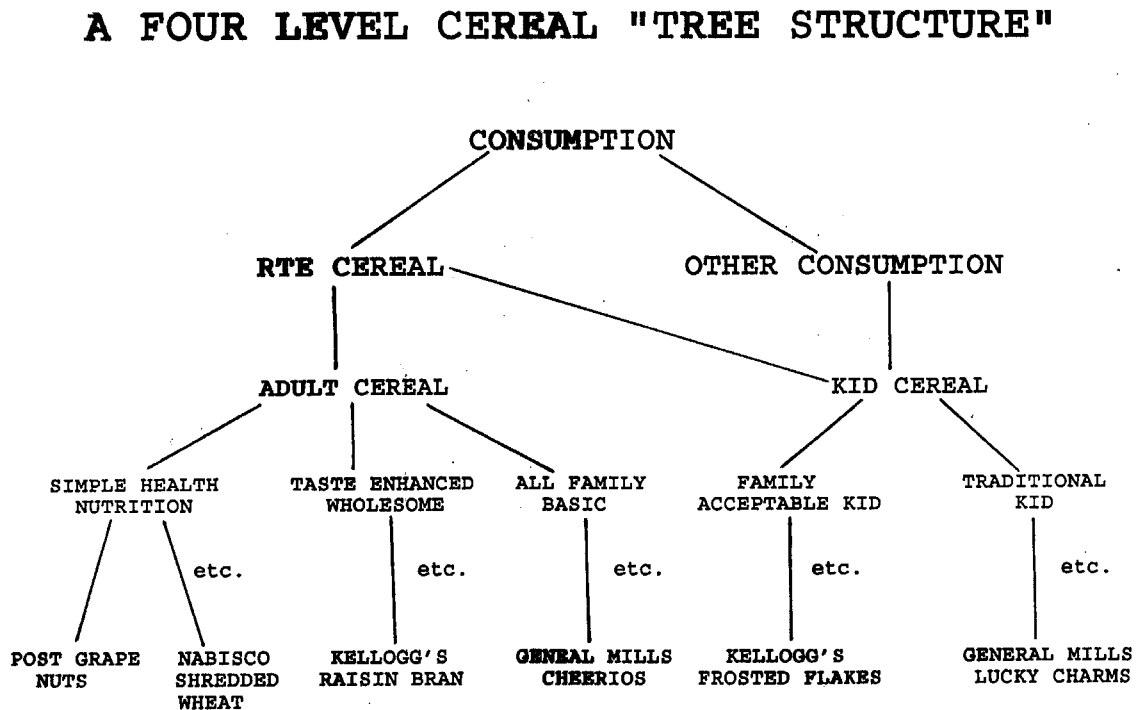 A FOUR LEVEL CEREAL "TREE STRUCTURE"
CONSUMPTION
RTE CEREAL
OTHER CONSUMPTION
ADULT CEREAL
KID CEREAL
SIMPLE HEALTH
NUTRITION
TASTE ENHANCED
WHOLESOME
ALL FAMILY
BASIC
FAMILY
ACCEPTABLE KID
TRADITIONAL
KID
etc.
etc.
etc.
etc.
etc.
POST GRAPE
NUTS
NABISCO
SHREDDED
WHEAT
KELLOGG'S
RAISIN BRAN
GENEAL MILLS
CHEERIOS
KELLOGG'S
FROSTED FLAKES
GENERAL MILLS
LUCKY CHARMS